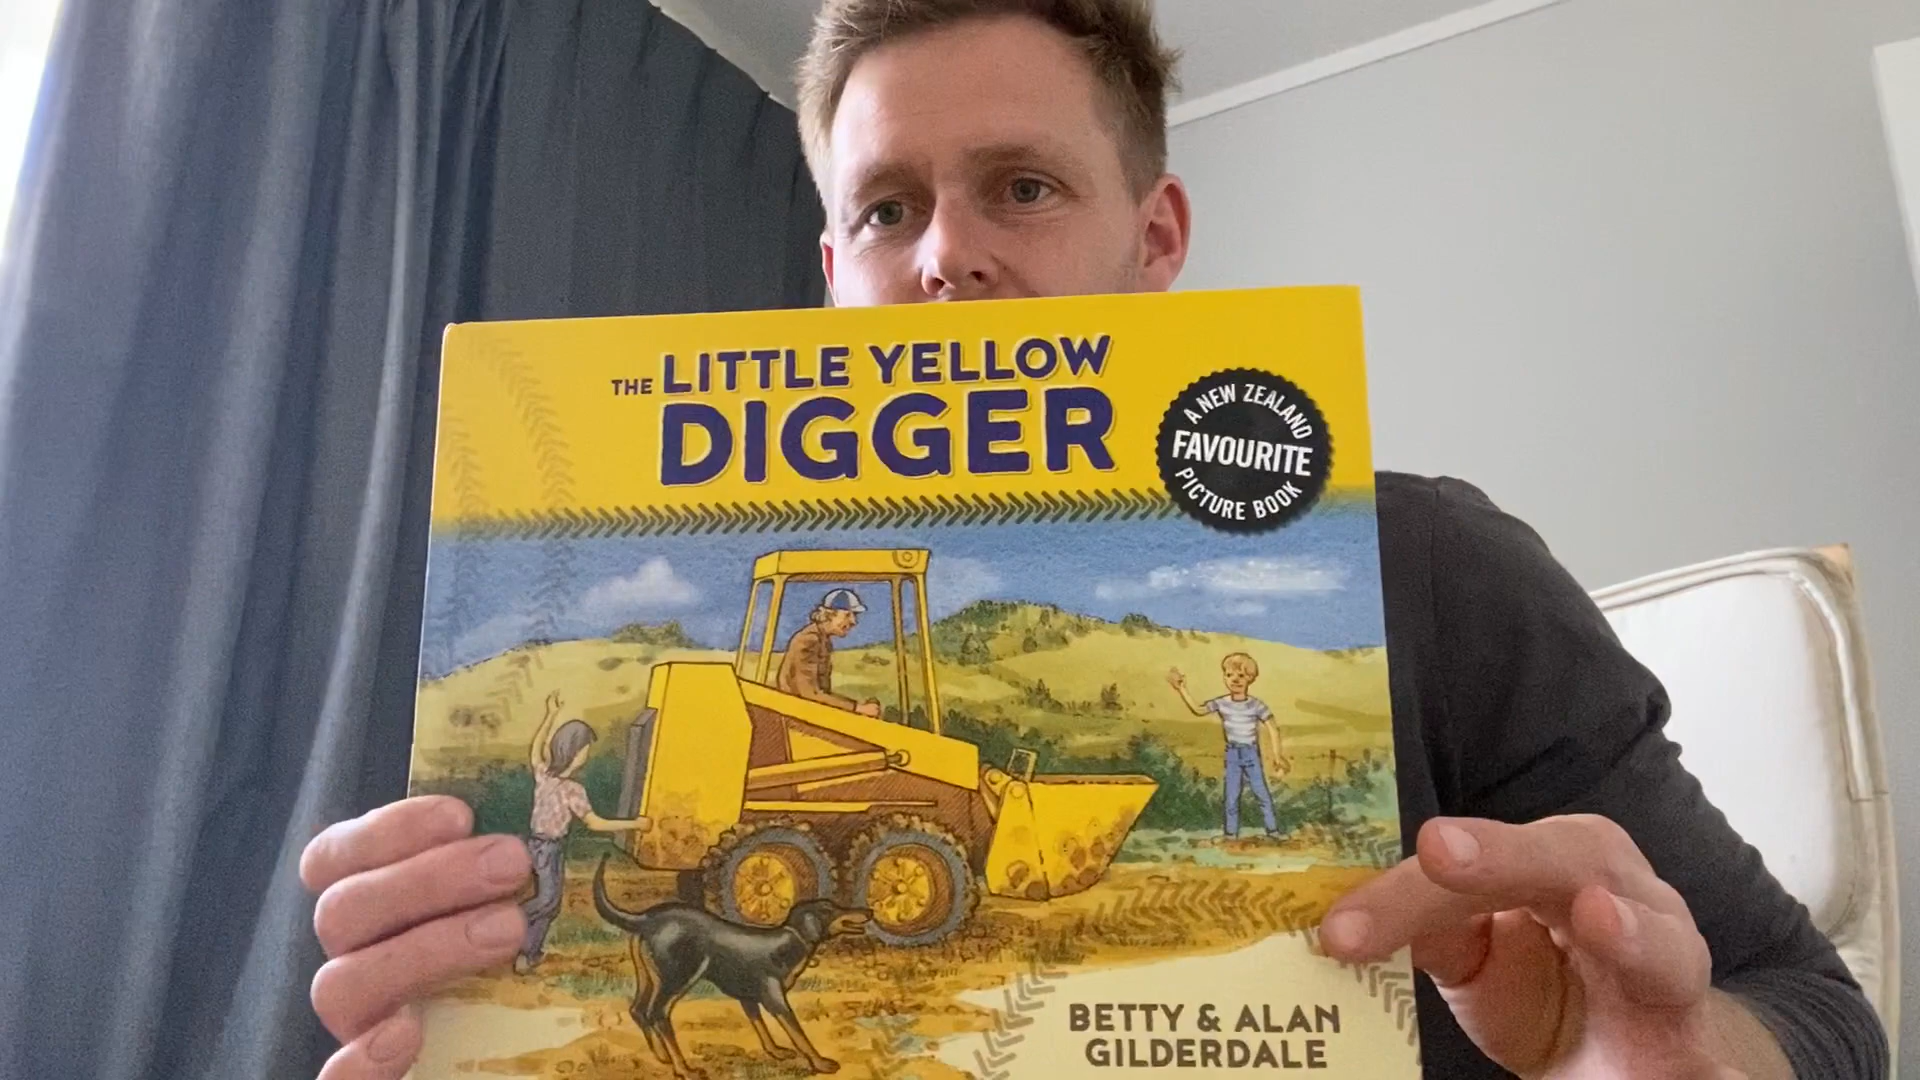 THE LITTLE YELLOW
DIGGER
A NEW ZEALAND
FAVOURITE
PICTURE BOOK
BETTY & ALAN
GILDERDALE